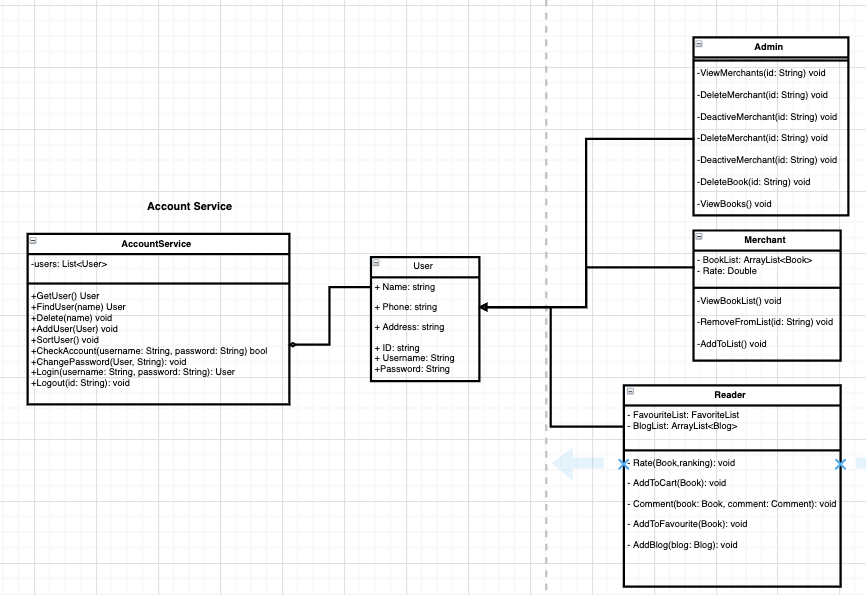 Account Service
AccountService
-users: List<User>
+GetUser() User
+FindUser(name) User
+Delete(name) void
+AddUser(User) void
+SortUser() void
+CheckAccount(username: String, password: String) bool
+ChangePassword(User, String): void
+Login(username: String, password: String): User
+Logout(id: String): void
User
+ Name: string
+ Phone: string
+ Address: string
+ ID: string
+ Username: String
+Password: String
Admin
-ViewMerchants(id: String) void
-DeleteMerchant(id: String) void
-DeactiveMerchant(id: String) void
-DeleteMerchant(id: String) void
-DeactiveMerchant(id: String) void
-DeleteBook(id: String) void
-ViewBooks() void
Merchant
- BookList: ArrayList<Book>
- Rate: Double
-ViewBookList() void
-RemoveFromList(id: String) void
-AddToList() void
Reader
- FavouriteList: FavoriteList
- BlogList: ArrayList<Blog>
- Rate(Book,ranking): void
- AddToCart(Book): void
- Comment(book: Book, comment: Comment): void
- AddToFavourite(Book): void
- AddBlog(blog: Blog): void